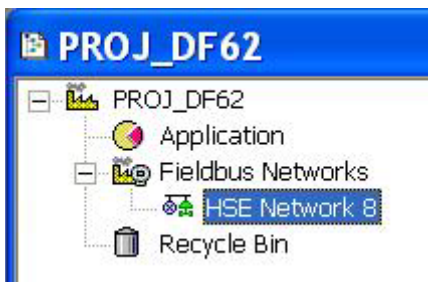 PROJ_DF62
PROJ_DF62
Application
Fieldbus Networks
HSE Network 8
Recycle Bin